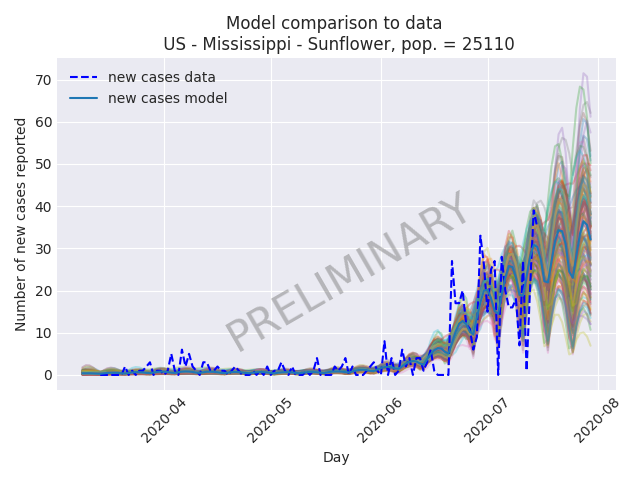 Model comparison to data
US - Mississippi - Sunflower, pop. = 25110
new cases data
new cases model
Number of new cases reported
70
60
50
40
30
20
10
0
PRELIMINARY
2020-04
2020-05
2020-06
2020-07
2020-08
Day